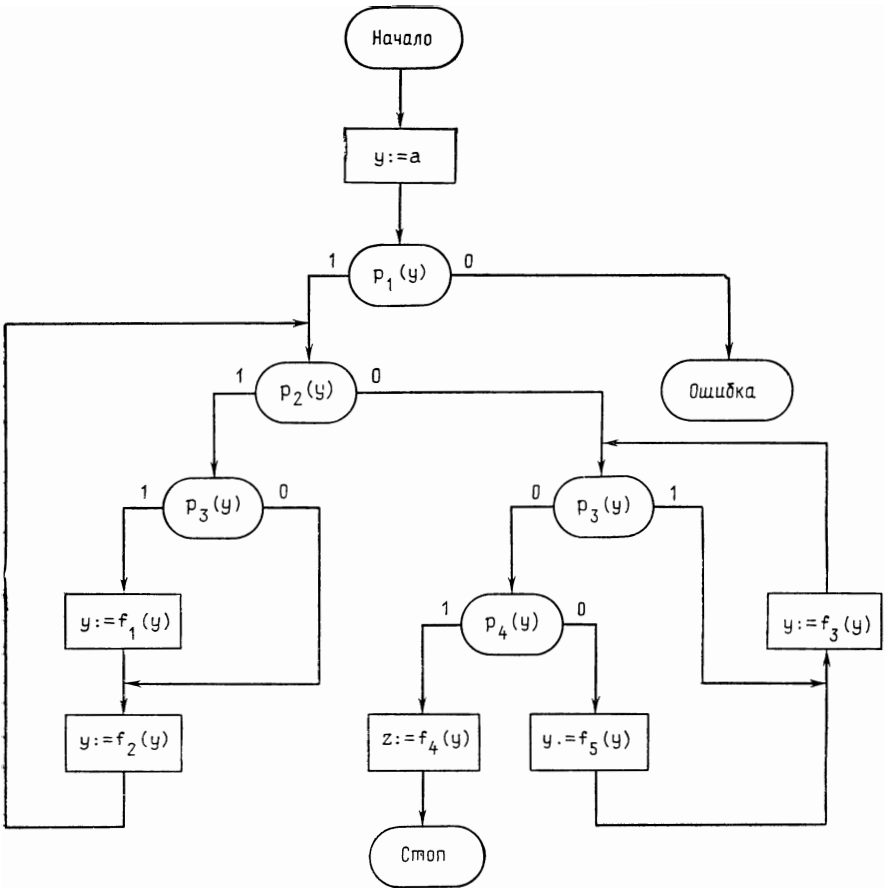 Начало
y:=a
1 p₁(y) 0
1 p₂(y) 0
Ошибка
1 p₃(y) 0
0 p₃(y) 1
y:=f₁(y)
1 p₄(y) 0
y:=f₃(y)
y:=f₂(y)
z:=f₄(y)
y.=f₅(y)
Стоп